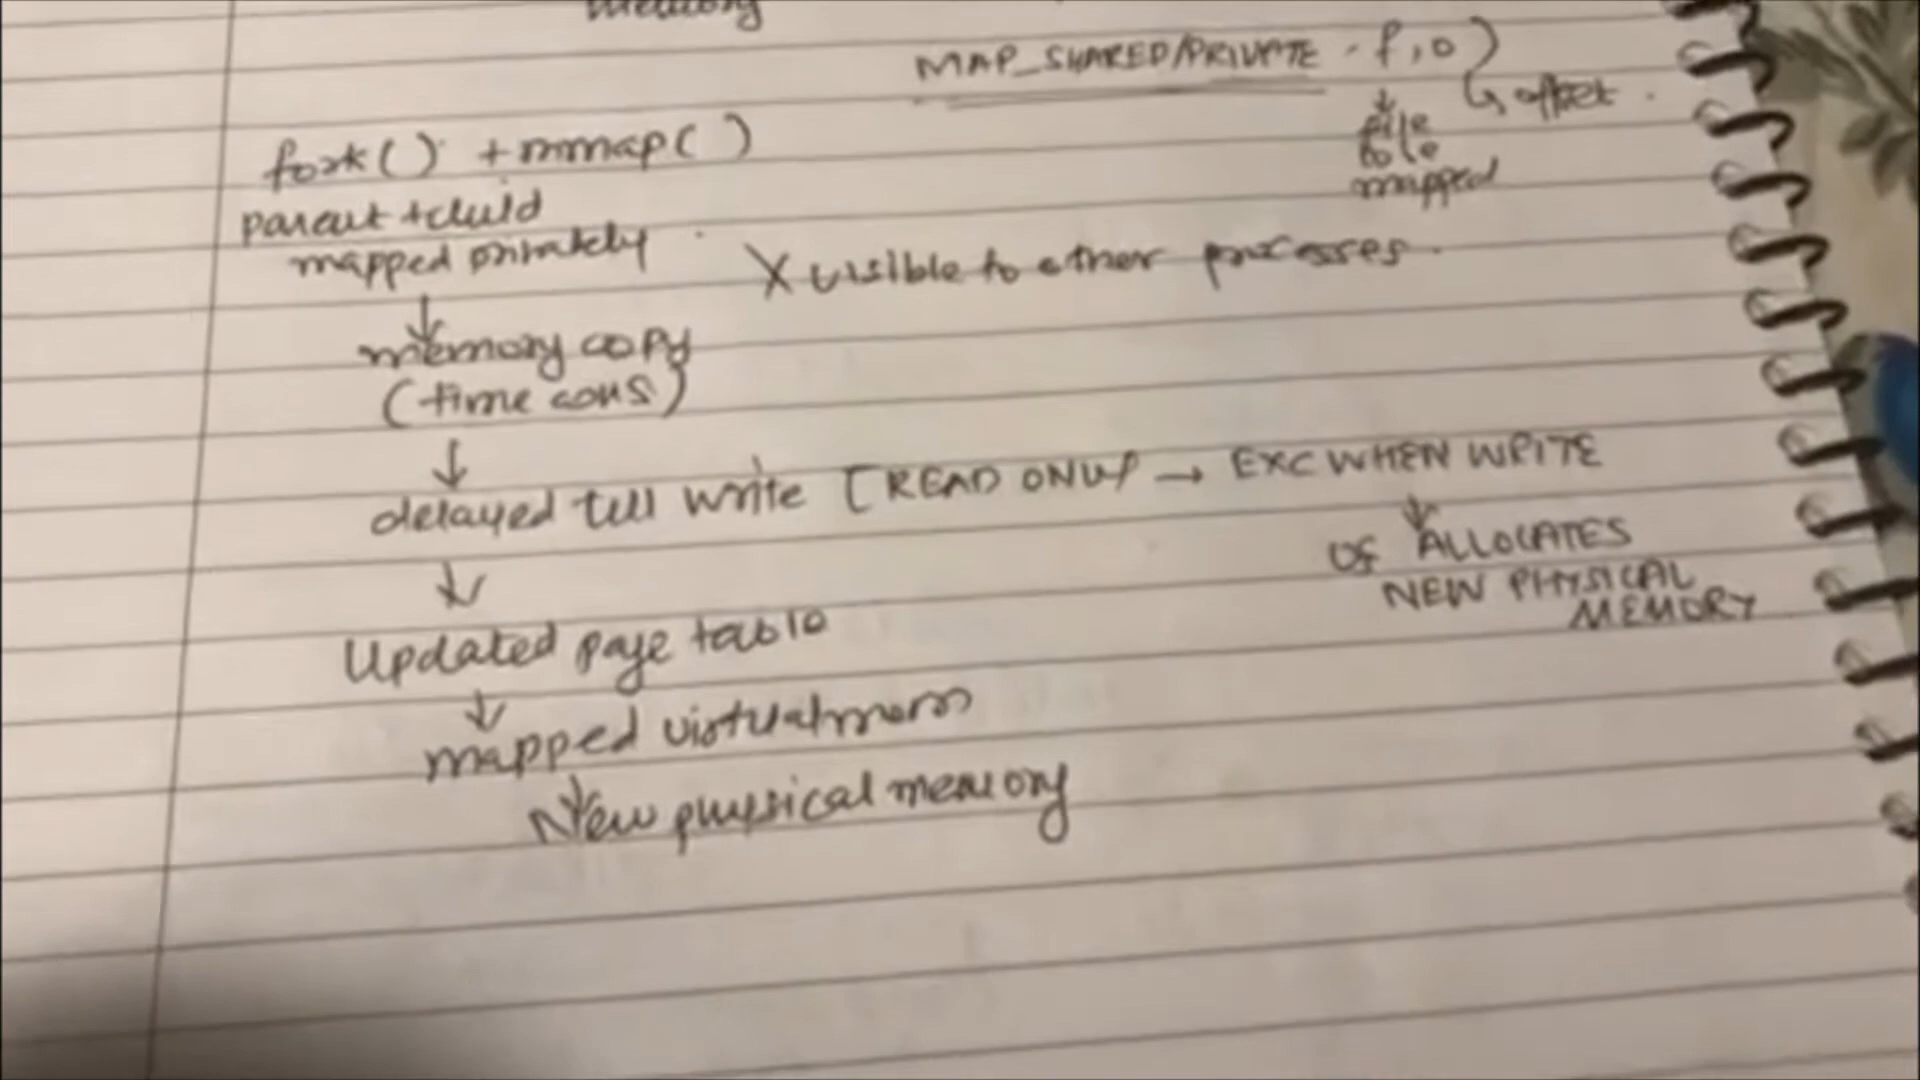 memory
MAP_SHARED/PRIVATE, f, 0)
↳ offset.
↓
file
to be
mapped
fork() + mmap()
parent + child
mapped privately.
X visible to other processes.
↓
memory copy
(time cons)
↓
delayed till write [READ ONLY → EXC WHEN WRITE
↓
OS ALLOCATES
NEW PHYSICAL
MEMORY
↓
Updated page table
↓
mapped virtual mem
↓
New physical memory